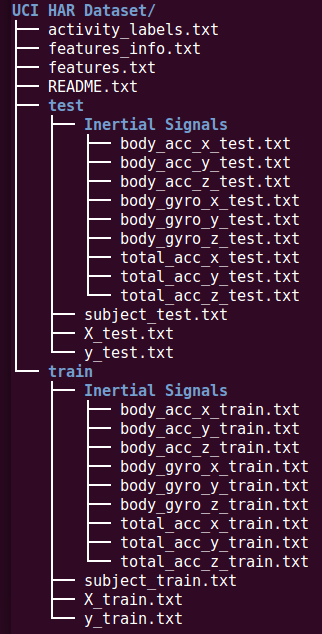 UCI HAR Dataset/
activity_labels.txt
features_info.txt
features.txt
README.txt
test
Inertial Signals
body_acc_x_test.txt
body_acc_y_test.txt
body_acc_z_test.txt
body_gyro_x_test.txt
body_gyro_y_test.txt
body_gyro_z_test.txt
total_acc_x_test.txt
total_acc_y_test.txt
total_acc_z_test.txt
subject_test.txt
X_test.txt
y_test.txt
train
Inertial Signals
body_acc_x_train.txt
body_acc_y_train.txt
body_acc_z_train.txt
body_gyro_x_train.txt
body_gyro_y_train.txt
body_gyro_z_train.txt
total_acc_x_train.txt
total_acc_y_train.txt
total_acc_z_train.txt
subject_train.txt
X_train.txt
y_train.txt